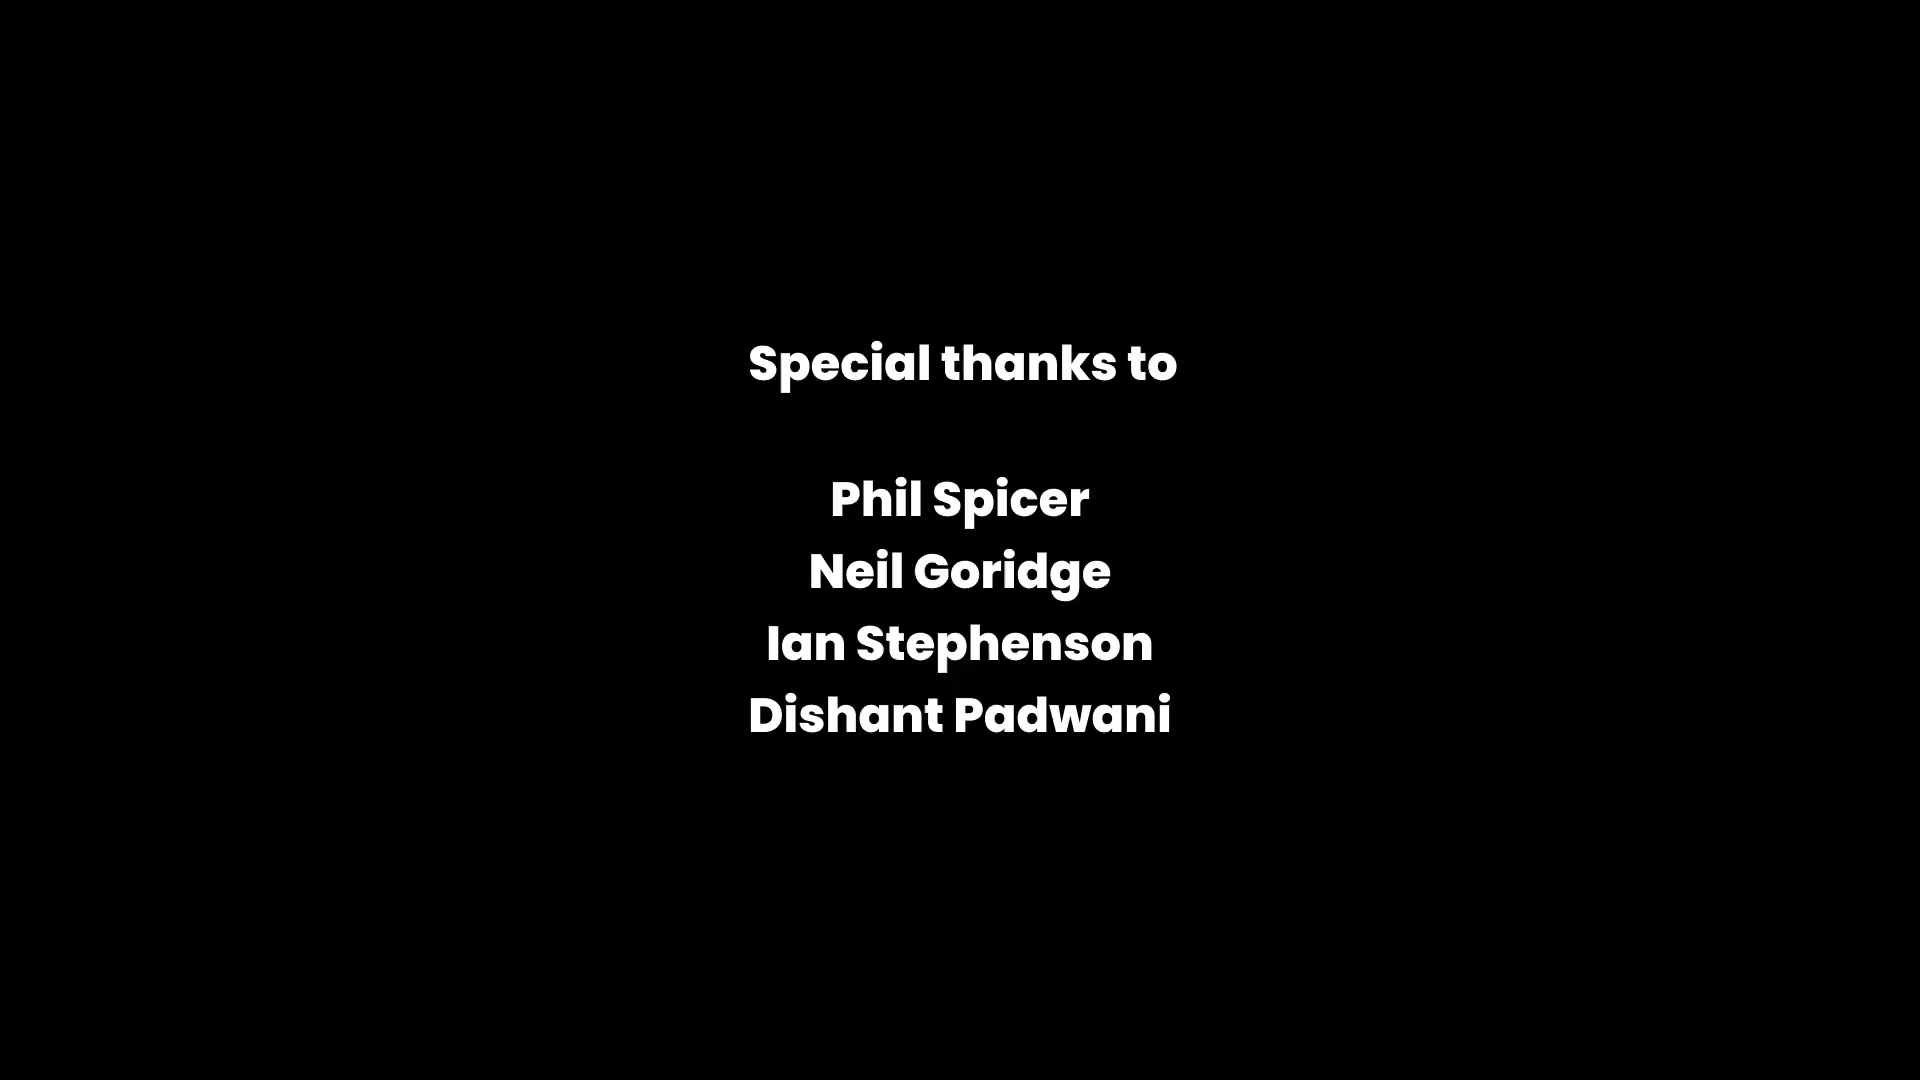 Special thanks to
Phil Spicer
Neil Goridge
Ian Stephenson
Dishant Padwani